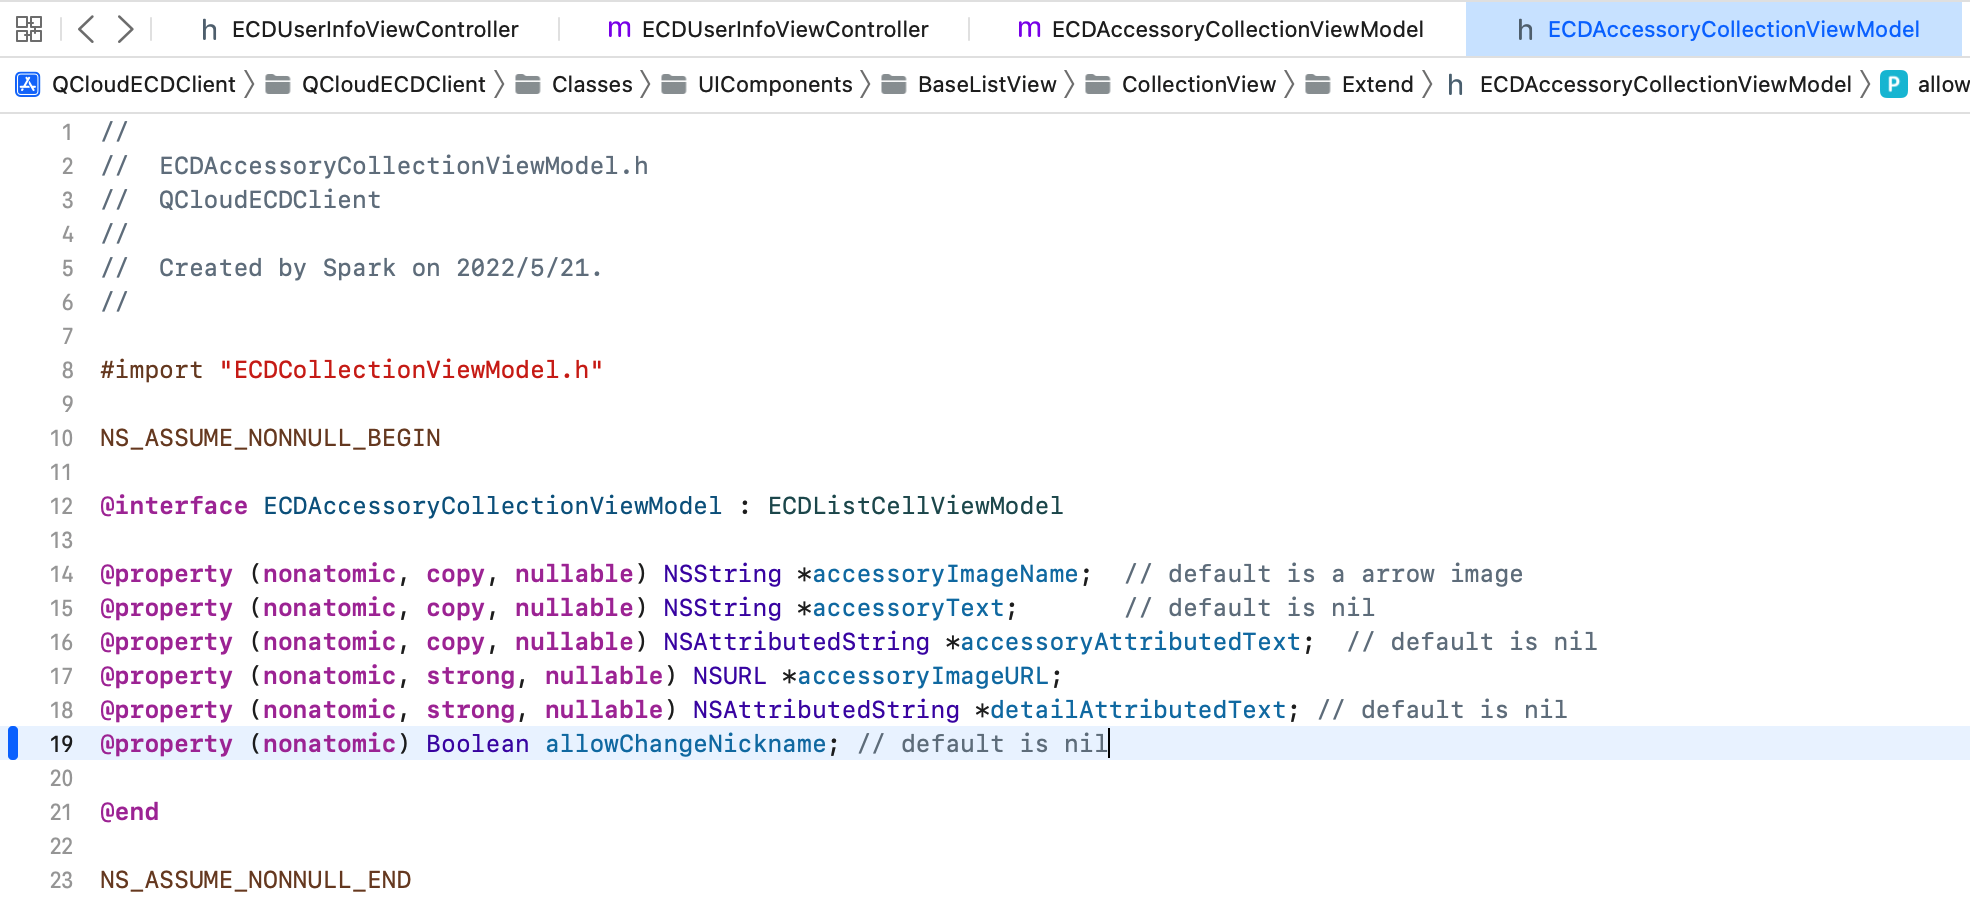 h ECDUserInfoViewController m ECDUserInfoViewController m ECDAccessoryCollectionViewModel h ECDAccessoryCollectionViewModel
QCloudECDClient QCloudECDClient Classes UIComponents BaseListView CollectionView Extend h ECDAccessoryCollectionViewModel P allow
1 //
2 //  ECDAccessoryCollectionViewModel.h
3 //  QCloudECDClient
4 //
5 //  Created by Spark on 2022/5/21.
6 //
7
8 #import "ECDCollectionViewModel.h"
9
10 NS_ASSUME_NONNULL_BEGIN
11
12 @interface ECDAccessoryCollectionViewModel : ECDListCellViewModel
13
14 @property (nonatomic, copy, nullable) NSString *accessoryImageName;  // default is a arrow image
15 @property (nonatomic, copy, nullable) NSString *accessoryText;       // default is nil
16 @property (nonatomic, copy, nullable) NSAttributedString *accessoryAttributedText;  // default is nil
17 @property (nonatomic, strong, nullable) NSURL *accessoryImageURL;
18 @property (nonatomic, strong, nullable) NSAttributedString *detailAttributedText; // default is nil
19 @property (nonatomic) Boolean allowChangeNickname; // default is nil
20
21 @end
22
23 NS_ASSUME_NONNULL_END